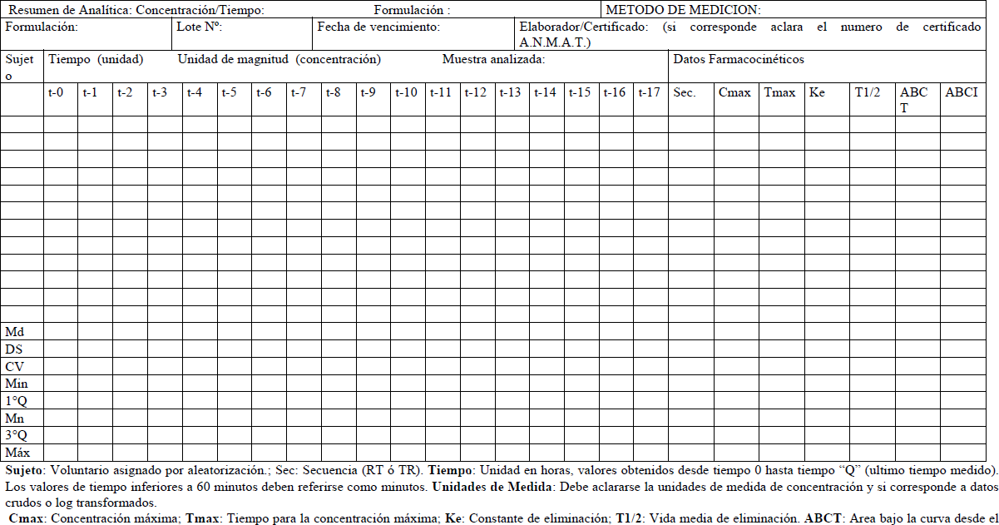 Resumen de Analítica: Concentración/Tiempo: Formulación : METODO DE MEDICION:
Formulación: Lote Nº: Fecha de vencimiento: Elaborador/Certificado: (si corresponde aclara el numero de certificado
A.N.M.A.T.)
Sujet Tiempo (unidad) Unidad de magnitud (concentración) Muestra analizada: Datos Farmacocinéticos
o
t-0 t-1 t-2 t-3 t-4 t-5 t-6 t-7 t-8 t-9 t-10 t-11 t-12 t-13 t-14 t-15 t-16 t-17 Sec. Cmax Tmax Ke T1/2 ABC ABCI
T
Md
DS
CV
Min
1°Q
Mn
3°Q
Máx
Sujeto: Voluntario asignado por aleatorización.; Sec: Secuencia (RT ó TR). Tiempo: Unidad en horas, valores obtenidos desde tiempo 0 hasta tiempo “Q” (ultimo tiempo medido).
Los valores de tiempo inferiores a 60 minutos deben referirse como minutos. Unidades de Medida: Debe aclararse la unidades de medida de concentración y si corresponde a datos
crudos o log transformados.
Cmax: Concentración máxima; Tmax: Tiempo para la concentración máxima; Ke: Constante de eliminación; T1/2: Vida media de eliminación. ABCT: Area bajo la curva desde el